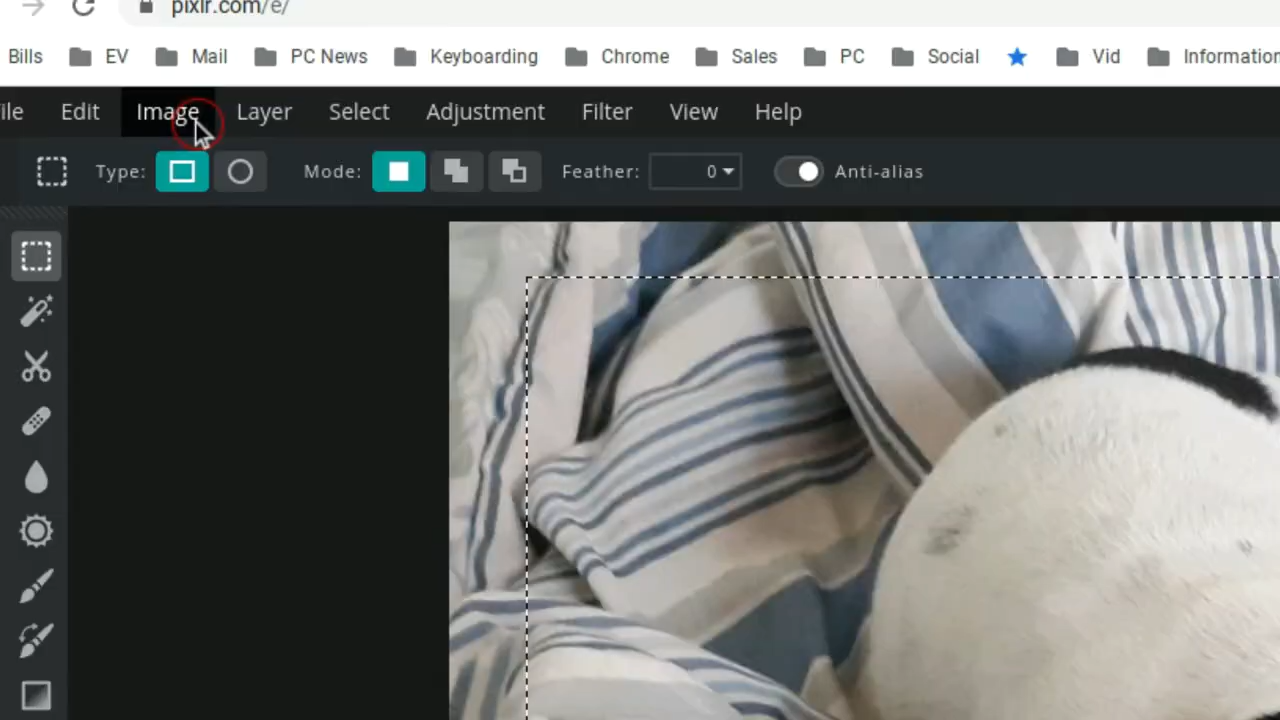 pixlr.com/e/
Bills EV Mail PC News Keyboarding Chrome Sales PC Social Vid Information
ile Edit Image Layer Select Adjustment Filter View Help
Type: Mode: Feather: 0 Anti-alias